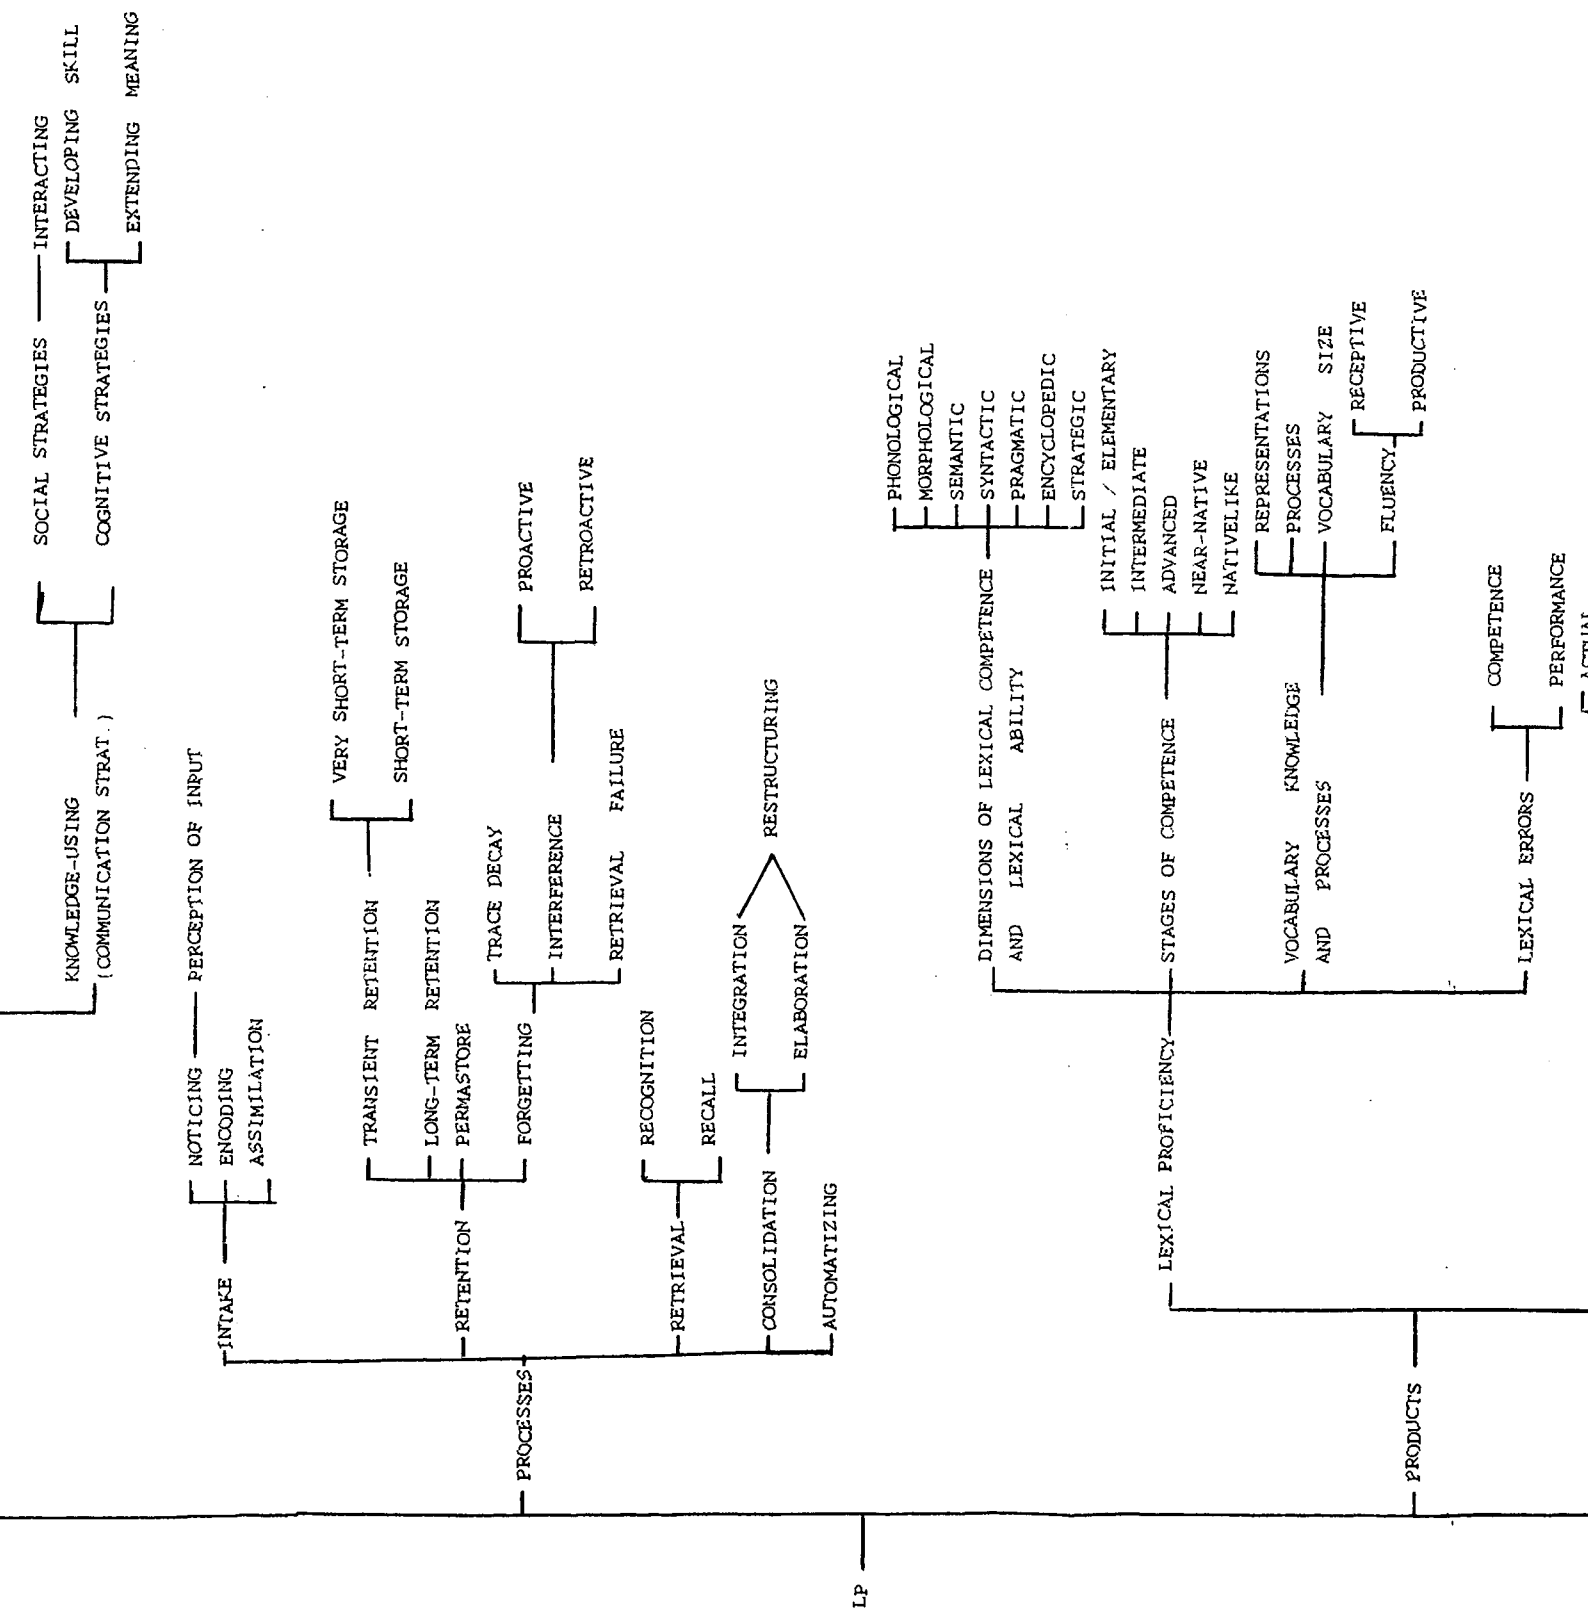 SOCIAL STRATEGIES
INTERACTING
COGNITIVE STRATEGIES
DEVELOPING SKILL
EXTENDING MEANING
KNOWLEDGE-USING
(COMMUNICATION STRAT.)
LP
PROCESSES
INTAKE
NOTICING
PERCEPTION OF INPUT
ENCODING
ASSIMILATION
RETENTION
TRANSIENT RETENTION
VERY SHORT-TERM STORAGE
SHORT-TERM STORAGE
LONG-TERM RETENTION
PERMASTORE
FORGETTING
TRACE DECAY
INTERFERENCE
PROACTIVE
RETROACTIVE
RETRIEVAL FAILURE
RETRIEVAL
RECOGNITION
RECALL
CONSOLIDATION
INTEGRATION
ELABORATION
RESTRUCTURING
AUTOMATIZING
PRODUCTS
LEXICAL PROFICIENCY
DIMENSIONS OF LEXICAL COMPETENCE
AND LEXICAL ABILITY
PHONOLOGICAL
MORPHOLOGICAL
SEMANTIC
SYNTACTIC
PRAGMATIC
ENCYCLOPEDIC
STRATEGIC
STAGES OF COMPETENCE
INITIAL / ELEMENTARY
INTERMEDIATE
ADVANCED
NEAR-NATIVE
NATIVELIKE
VOCABULARY KNOWLEDGE
AND PROCESSES
REPRESENTATIONS
PROCESSES
VOCABULARY SIZE
FLUENCY
RECEPTIVE
PRODUCTIVE
LEXICAL ERRORS
COMPETENCE
PERFORMANCE